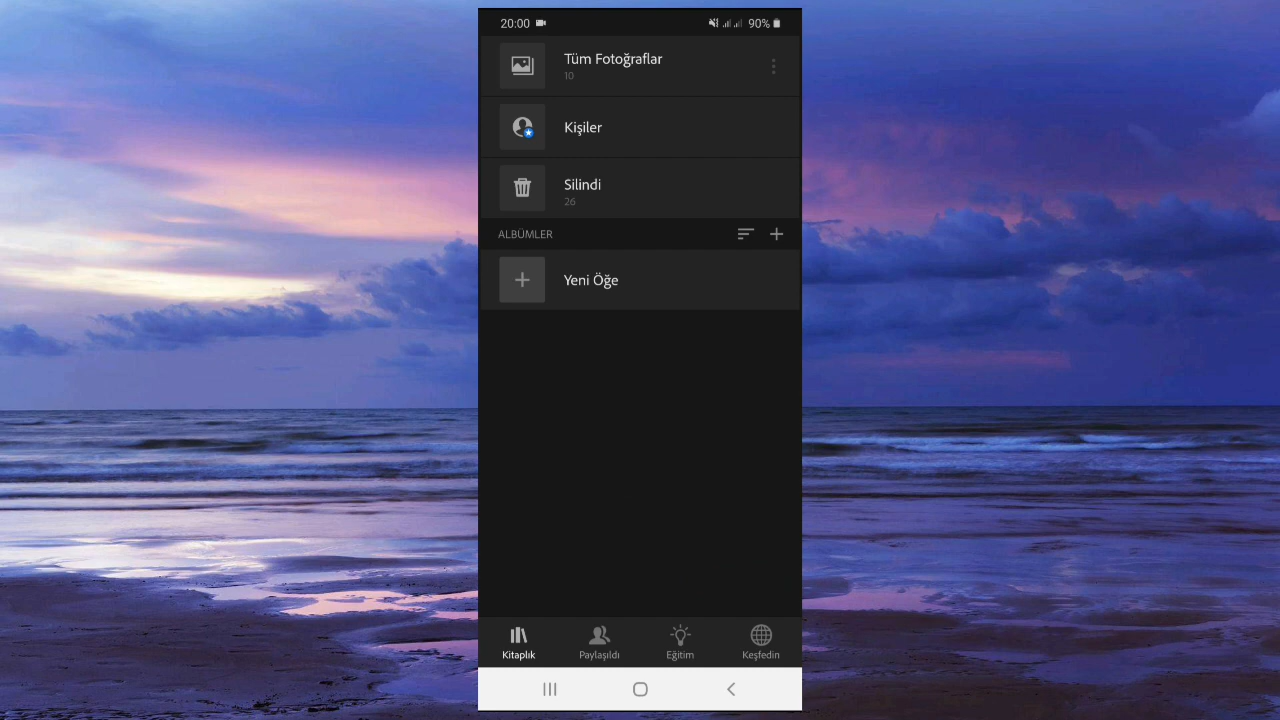 20:00 90%
Tüm Fotoğraflar
10
Kişiler
Silindi
26
ALBÜMLER
Yeni Öğe
Kitaplık Paylaşıldı Eğitim Keşfedin